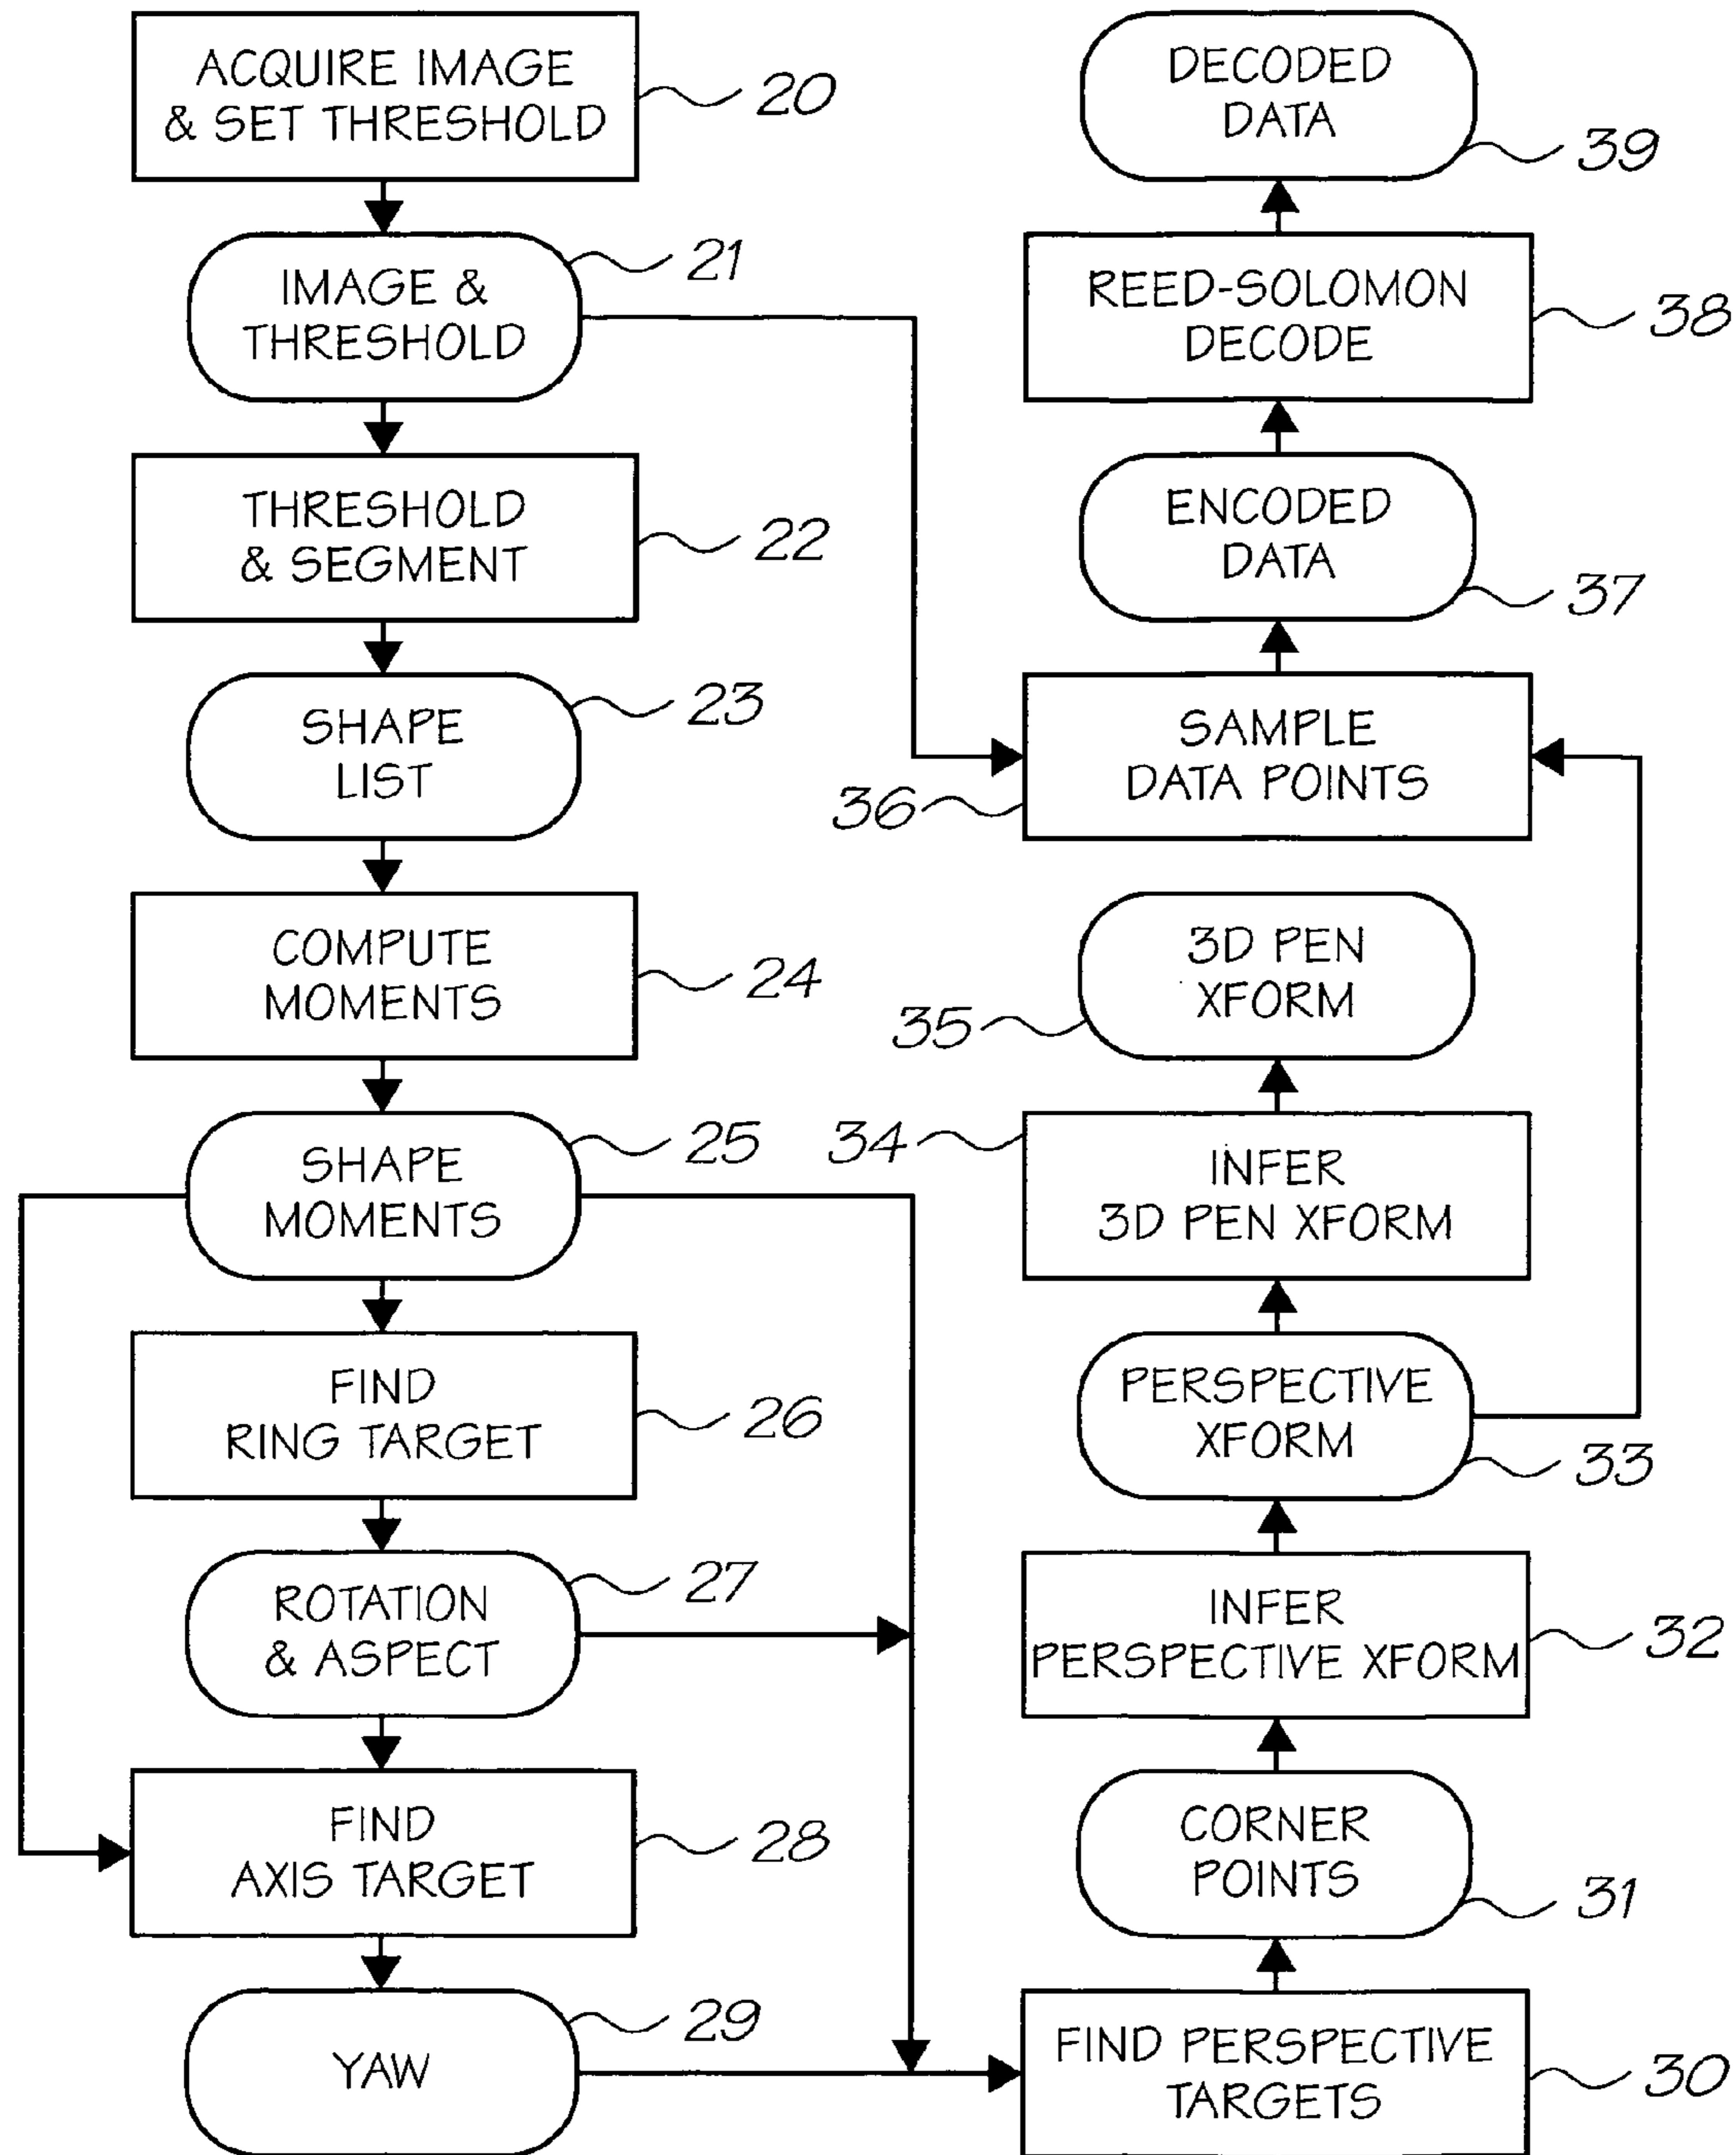 ACQUIRE IMAGE
& SET THRESHOLD
20
IMAGE &
THRESHOLD
21
THRESHOLD
& SEGMENT
22
SHAPE
LIST
23
COMPUTE
MOMENTS
24
SHAPE
MOMENTS
25
FIND
RING TARGET
26
ROTATION
& ASPECT
27
FIND
AXIS TARGET
28
YAW
29
FIND PERSPECTIVE
TARGETS
30
CORNER
POINTS
31
INFER
PERSPECTIVE XFORM
32
PERSPECTIVE
XFORM
33
INFER
3D PEN XFORM
34
3D PEN
XFORM
35
SAMPLE
DATA POINTS
36
ENCODED
DATA
37
REED-SOLOMON
DECODE
38
DECODED
DATA
39